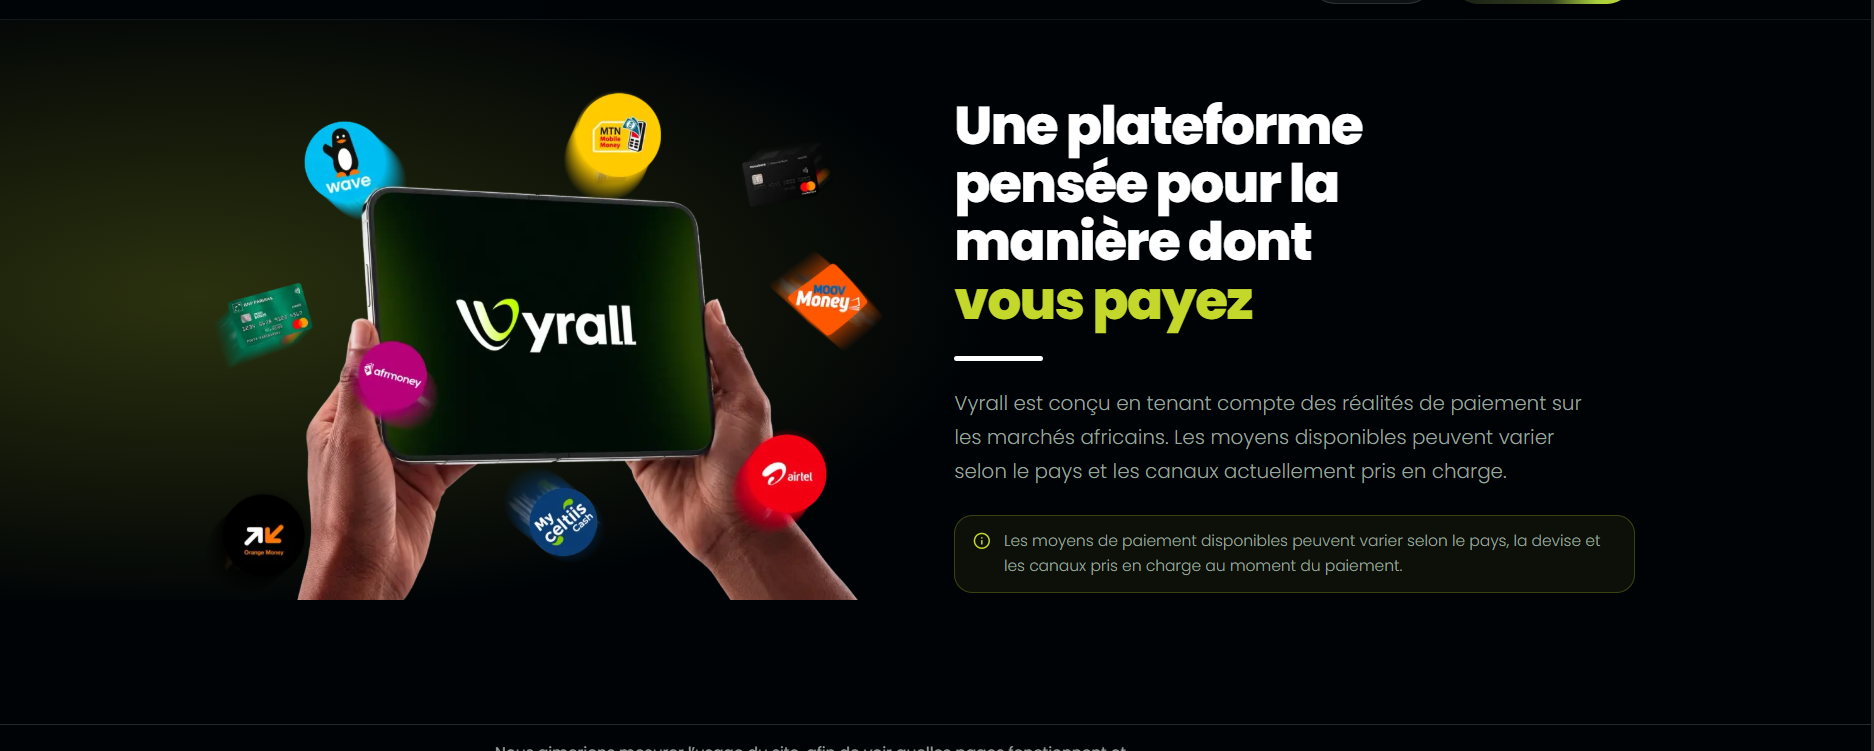 Une plateforme
pensée pour la
manière dont
vous payez
Vyrall est conçu en tenant compte des réalités de paiement sur
les marchés africains. Les moyens disponibles peuvent varier
selon le pays et les canaux actuellement pris en charge.
Les moyens de paiement disponibles peuvent varier selon le pays, la devise et
les canaux pris en charge au moment du paiement.
wave
MTN
Mobile
Money
MOOV
Money
Vyrall
afrimoney
airtel
My
celtiis
Cash
Orange Money